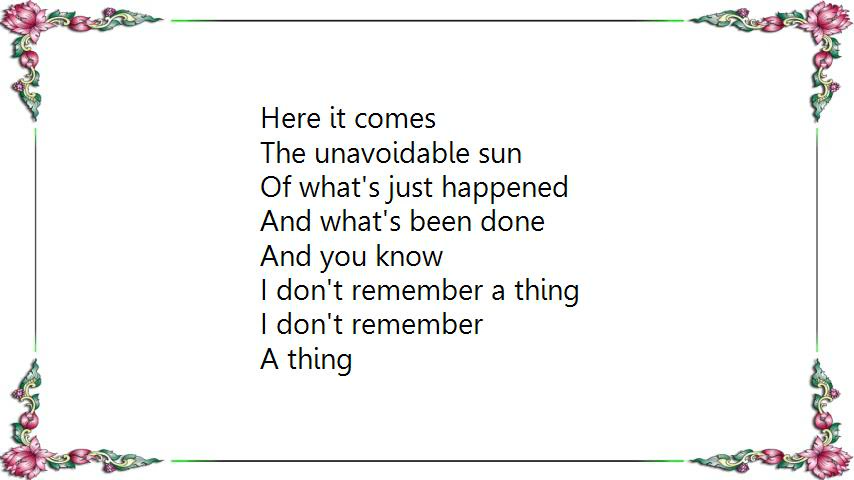 Here it comes
The unavoidable sun
Of what's just happened
And what's been done
And you know
I don't remember a thing
I don't remember
A thing